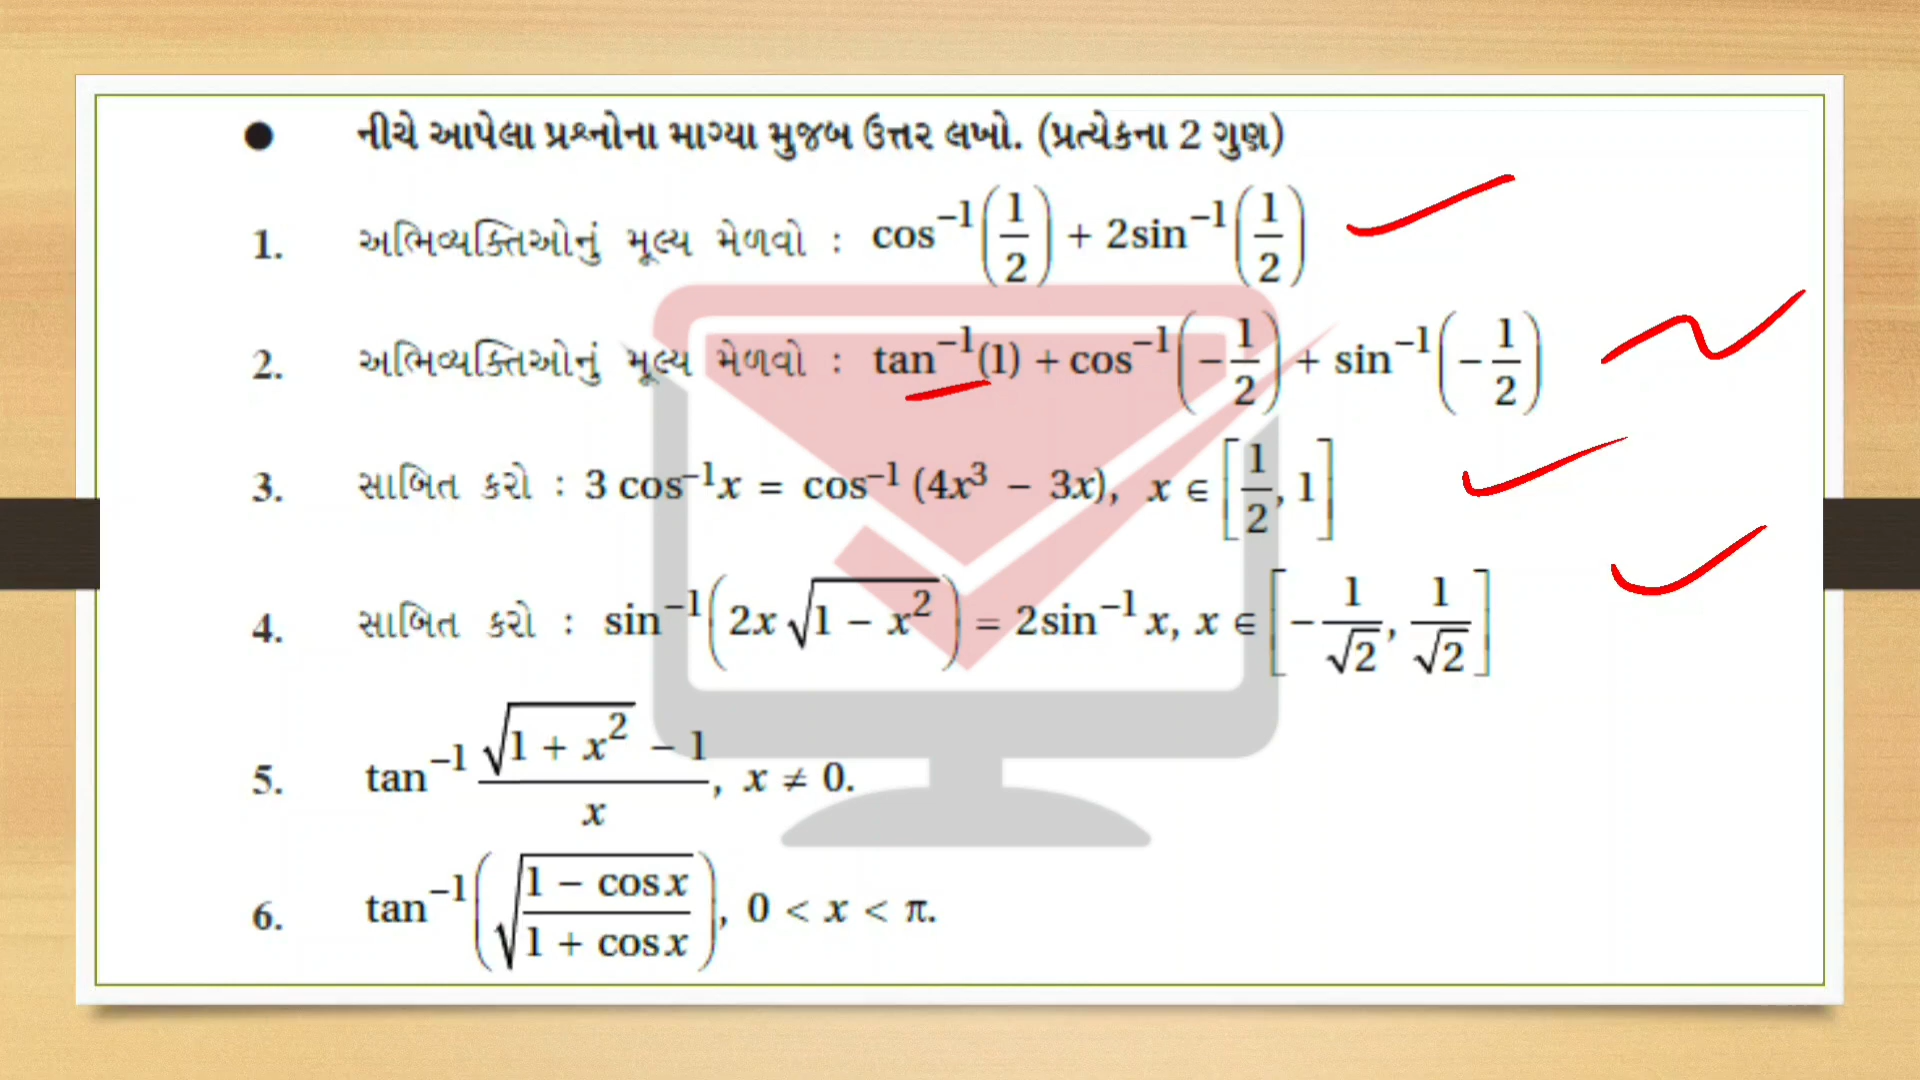 ● નીચે આપેલા પ્રશ્નોના માગ્યા મુજબ ઉત્તર લખો. (પ્રત્યેકના 2 ગુણ)
1. અભિવ્યક્તિઓનું મૂલ્ય મેળવો : cos⁻¹(1/2) + 2sin⁻¹(1/2)
2. અભિવ્યક્તિઓનું મૂલ્ય મેળવો : tan⁻¹(1) + cos⁻¹(−1/2) + sin⁻¹(−1/2)
3. સાબિત કરો : 3 cos⁻¹x = cos⁻¹ (4x³ − 3x), x ∈ [1/2, 1]
4. સાબિત કરો : sin⁻¹(2x√(1 − x²)) = 2sin⁻¹ x, x ∈ [−1/√2, 1/√2]
5. tan⁻¹ (√(1 + x²) − 1)/x, x ≠ 0.
6. tan⁻¹(√((1 − cosx)/(1 + cosx))), 0 < x < π.